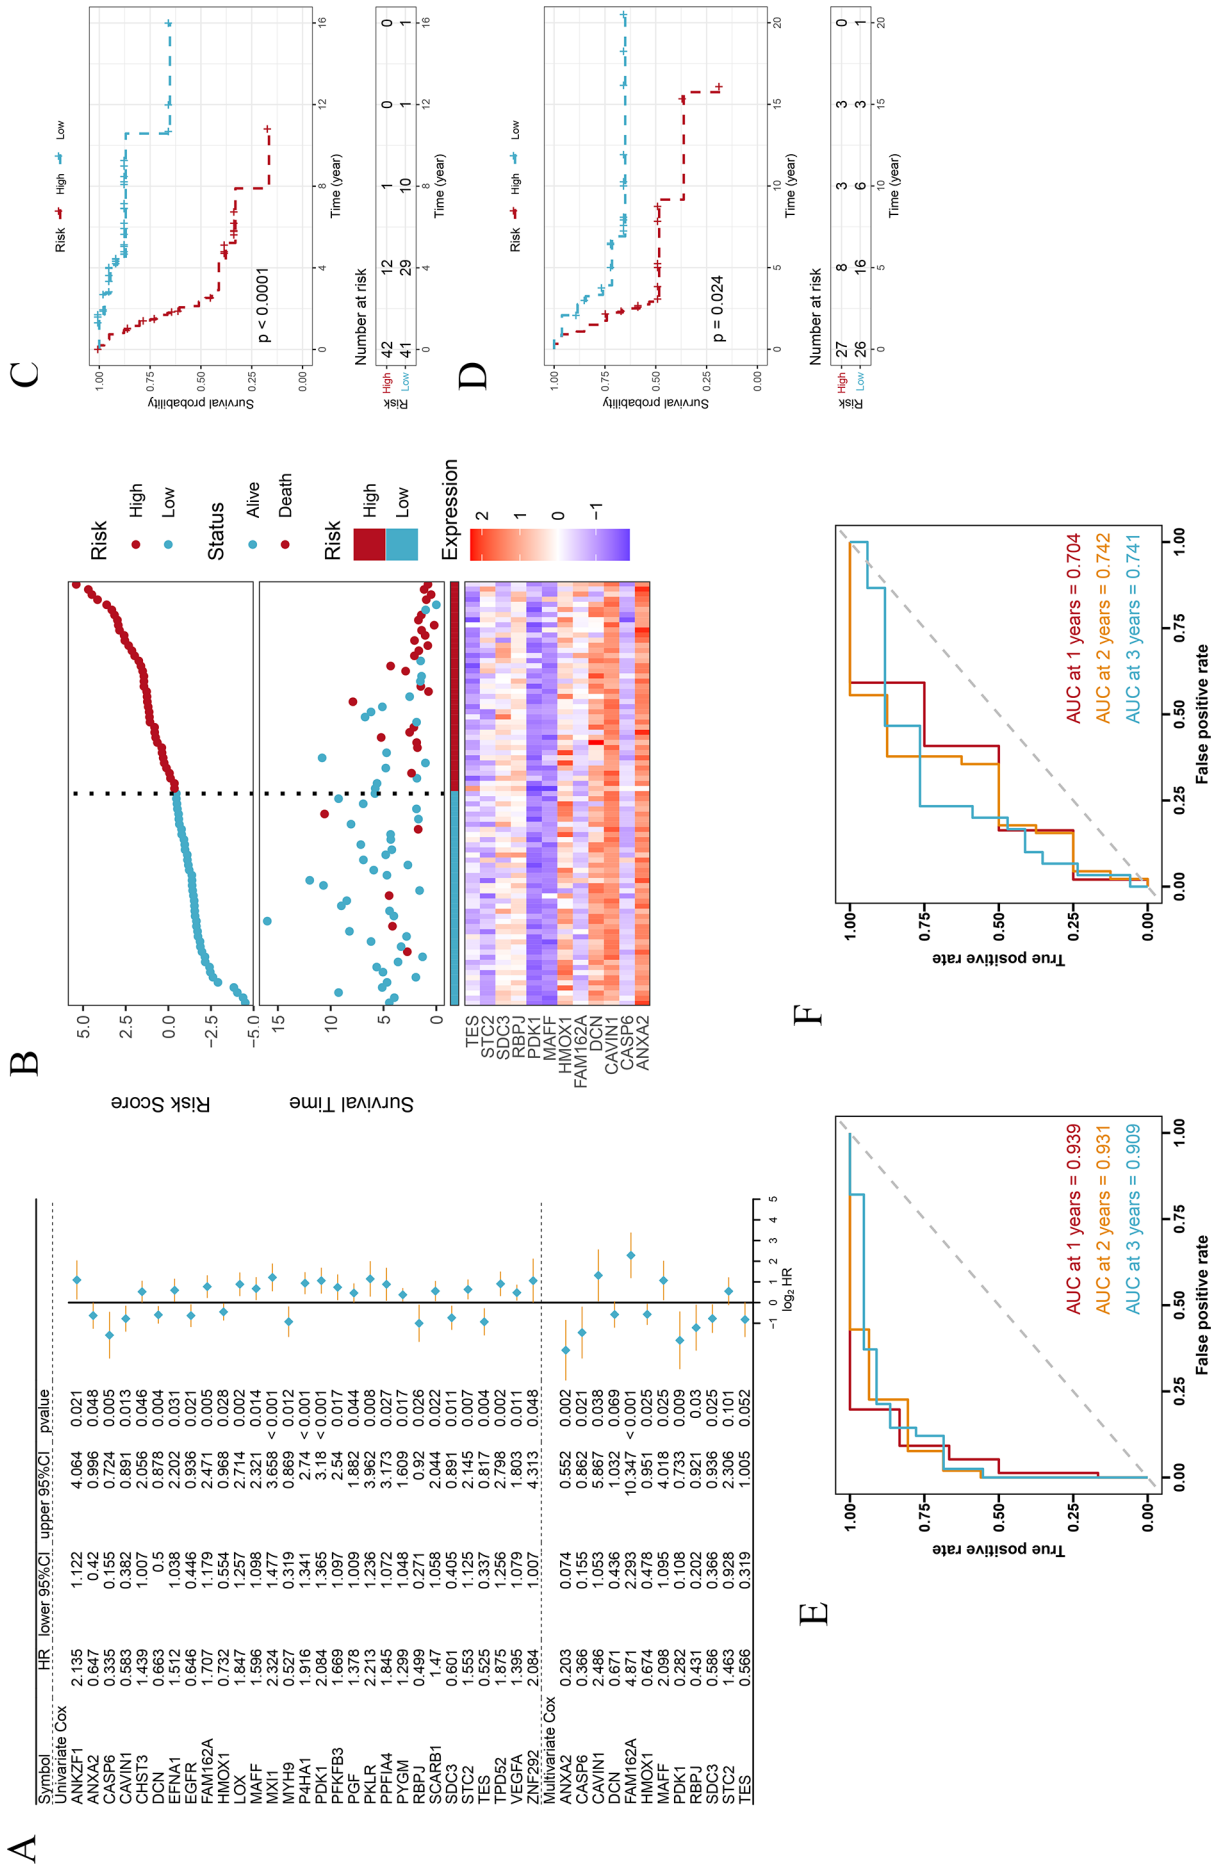 A
Symbol HR lower 95%CI upper 95%CI pvalue
Univariate Cox
ANKZF1 2.135 1.122 4.064 0.021
ANXA2 0.647 0.42 0.996 0.048
CASP6 0.335 0.155 0.724 0.005
CAVIN1 0.583 0.382 0.891 0.013
CHST3 1.439 1.007 2.056 0.046
DCN 0.663 0.5 0.878 0.004
EFNA1 1.512 1.038 2.202 0.031
EGFR 0.646 0.446 0.936 0.021
FAM162A 1.707 1.179 2.471 0.005
HMOX1 0.732 0.554 0.968 0.028
LOX 1.847 1.257 2.714 0.002
MAFF 1.596 1.098 2.321 0.014
MXI1 2.324 1.477 3.658 < 0.001
MYH9 0.527 0.319 0.869 0.012
P4HA1 1.916 1.341 2.74 < 0.001
PDK1 2.084 1.365 3.18 < 0.001
PFKFB3 1.669 1.097 2.54 0.017
PGF 1.378 1.009 1.882 0.044
PKLR 2.213 1.236 3.962 0.008
PPFIA4 1.845 1.072 3.173 0.027
PYGM 1.299 1.048 1.609 0.017
RBPJ 0.499 0.271 0.92 0.026
SCARB1 1.47 1.058 2.044 0.022
SDC3 0.601 0.405 0.891 0.011
STC2 1.553 1.125 2.145 0.007
TES 0.525 0.337 0.817 0.004
TPD52 1.875 1.256 2.798 0.002
VEGFA 1.395 1.079 1.803 0.011
ZNF292 2.084 1.007 4.313 0.048
Multivariate Cox
ANXA2 0.203 0.074 0.552 0.002
CASP6 0.366 0.155 0.862 0.021
CAVIN1 2.486 1.053 5.867 0.038
DCN 0.671 0.436 1.032 0.069
FAM162A 4.871 2.293 10.347 < 0.001
HMOX1 0.674 0.478 0.951 0.025
MAFF 2.098 1.095 4.018 0.025
PDK1 0.282 0.108 0.733 0.009
RBPJ 0.431 0.202 0.921 0.03
SDC3 0.586 0.366 0.936 0.025
STC2 1.463 0.928 2.306 0.101
TES 0.566 0.319 1.005 0.052
−1 0 1 2 3 4 5
log2 HR
B
Risk Score
5.0
2.5
0.0
−2.5
−5.0
Survival Time
15
10
5
0
TES
STC2
SDC3
RBPJ
PDK1
MAFF
HMOX1
FAM162A
DCN
CAVIN1
CASP6
ANXA2
Risk
High
Low
Status
Alive
Death
Risk
High
Low
Expression
2
1
0
−1
C
Risk High Low
Survival probability
1.00
0.75
0.50
0.25
0.00
p < 0.0001
0 4 8 12 16
Time (year)
Number at risk
Risk
High 42 12 1 0 0
Low 41 29 10 1 1
0 4 8 12 16
Time (year)
D
Risk High Low
Survival probability
1.00
0.75
0.50
0.25
0.00
p = 0.024
0 5 10 15 20
Time (year)
Number at risk
Risk
High 27 8 3 3 0
Low 26 16 6 3 1
0 5 10 15 20
Time (year)
E
True positive rate
1.00
0.75
0.50
0.25
0.00
AUC at 1 years = 0.939
AUC at 2 years = 0.931
AUC at 3 years = 0.909
0.00 0.25 0.50 0.75 1.00
False positive rate
F
True positive rate
1.00
0.75
0.50
0.25
0.00
AUC at 1 years = 0.704
AUC at 2 years = 0.742
AUC at 3 years = 0.741
0.00 0.25 0.50 0.75 1.00
False positive rate